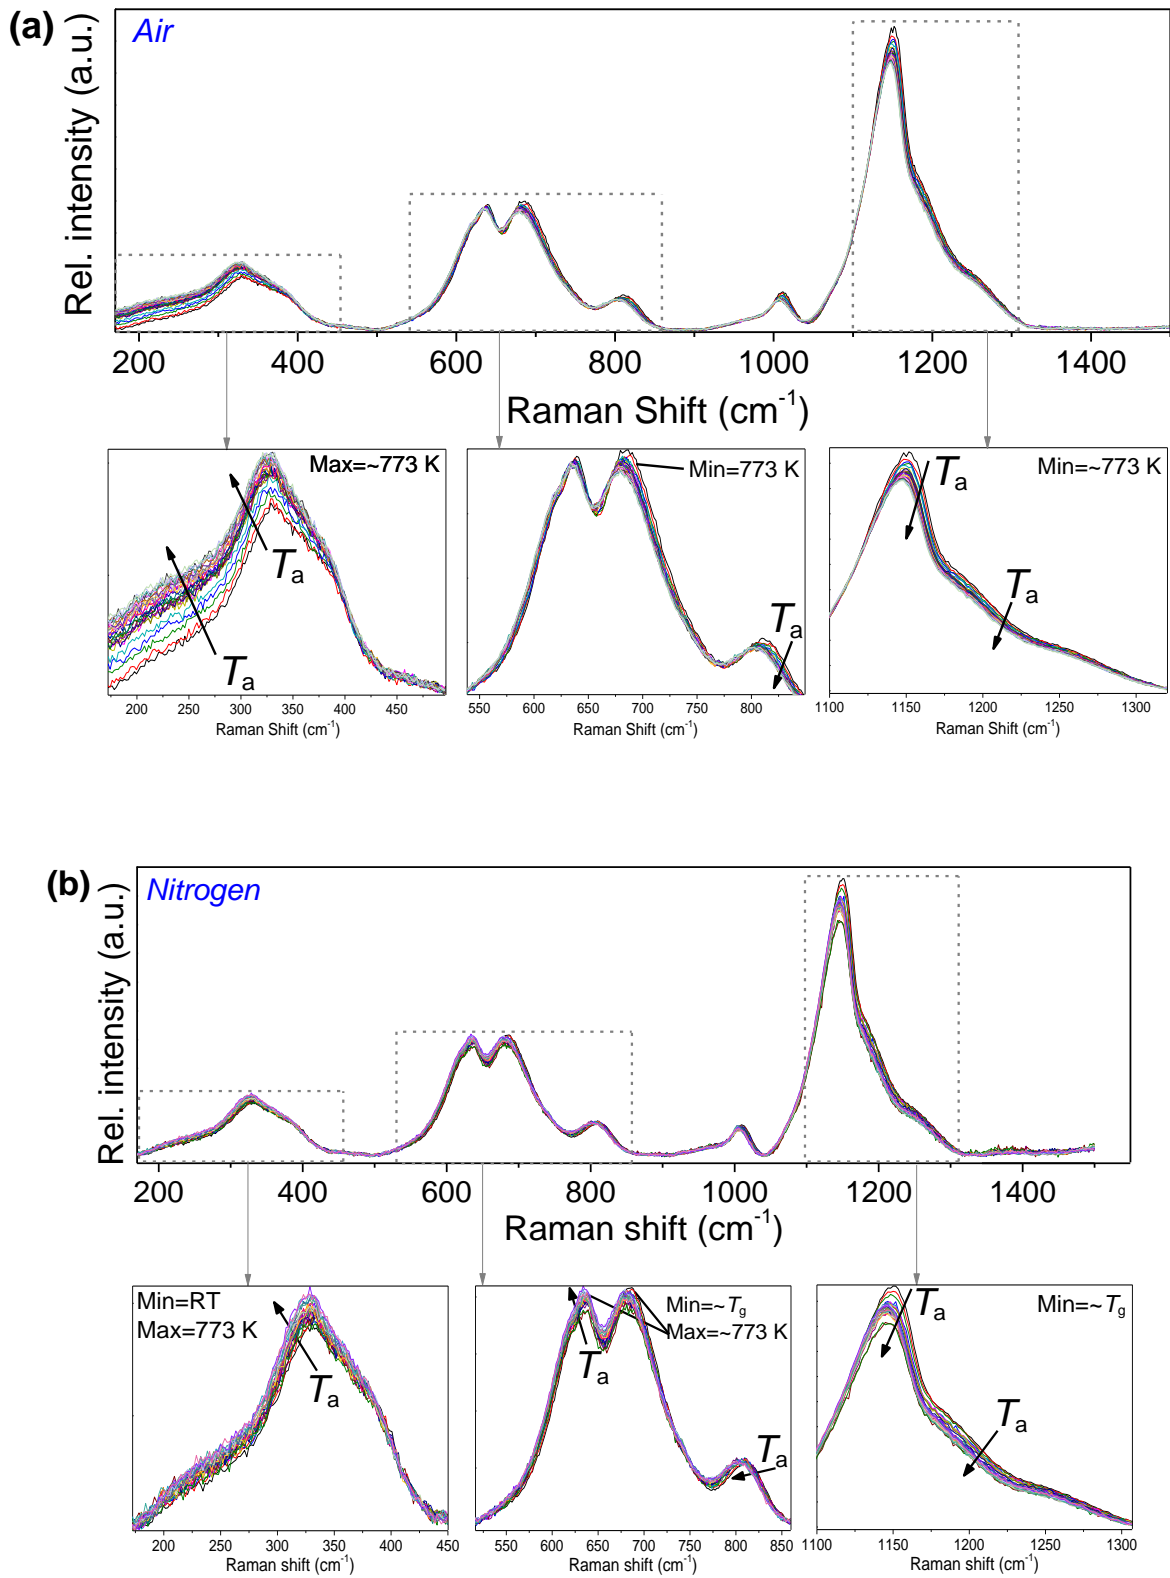 (a)
Air
Rel. intensity (a.u.)
200 400 600 800 1000 1200 1400
Raman Shift (cm-1)
Max=~773 K
Ta
Ta
200 250 300 350 400 450
Raman Shift (cm-1)
Min=773 K
Ta
550 600 650 700 750 800
Raman Shift (cm-1)
Min=~773 K
Ta
Ta
1100 1150 1200 1250 1300
Raman Shift (cm-1)
(b)
Nitrogen
Rel. intensity (a.u.)
200 400 600 800 1000 1200 1400
Raman shift (cm-1)
Min=RT
Max=773 K
Ta
200 250 300 350 400 450
Raman shift (cm-1)
Min=~Tg
Max=~773 K
Ta
Ta
550 600 650 700 750 800 850
Raman shift (cm-1)
Min=~Tg
Ta
Ta
1100 1150 1200 1250 1300
Raman shift (cm-1)